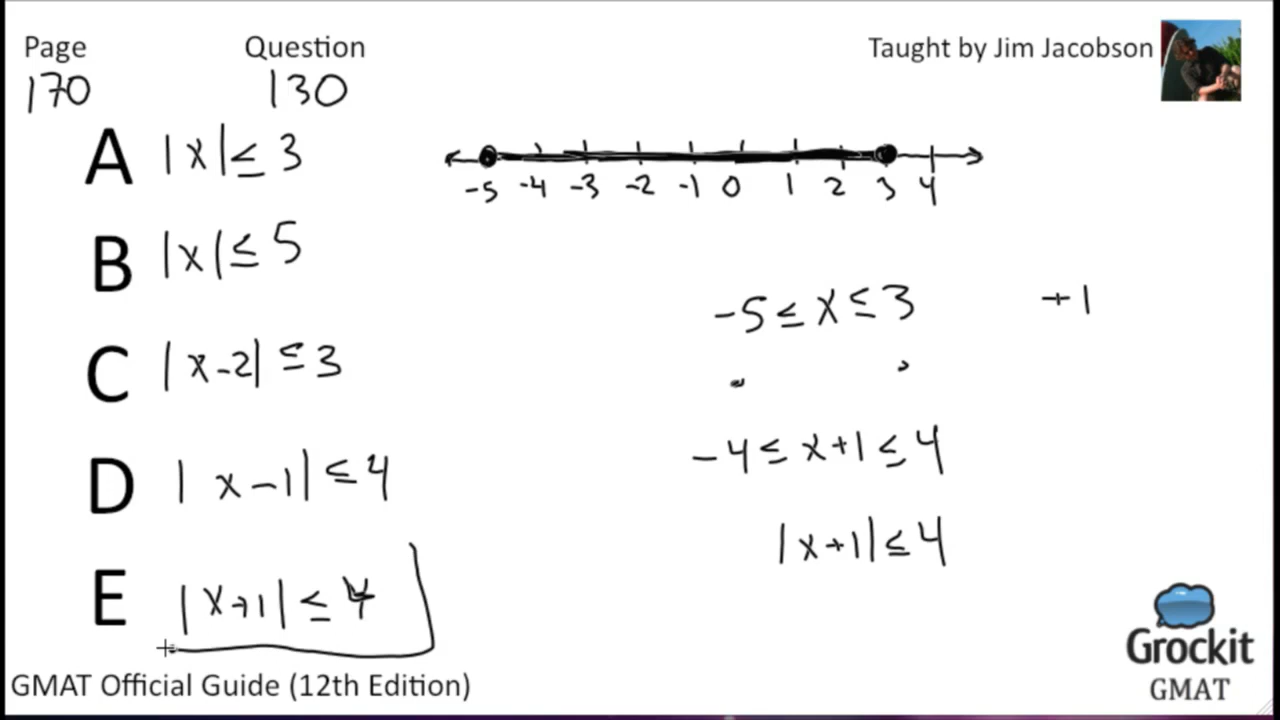 Page Question Taught by Jim Jacobson
170 130
A |x| ≤ 3
-5 -4 -3 -2 -1 0 1 2 3 4
B |x| ≤ 5
-5 ≤ x ≤ 3 +1
C |x-2| ≤ 3
-4 ≤ x+1 ≤ 4
D |x-1| ≤ 4
|x+1| ≤ 4
E |x+1| ≤ 4
Grockit
GMAT
GMAT Official Guide (12th Edition)